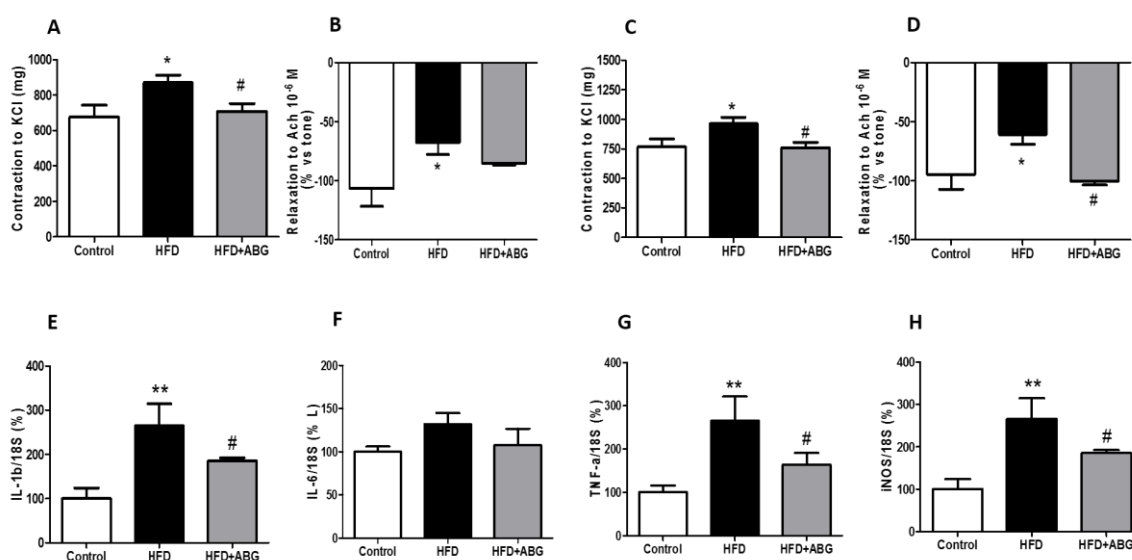 A
Contraction to KCl (mg)
1000
800
600
400
200
0
*
#
Control
HFD
HFD+ABG
B
Relaxation to Ach 10-6 M
(% vs tone)
0
-50
-100
-150
*
Control
HFD
HFD+ABG
C
Contraction to KCl (mg)
1500
1250
1000
750
500
250
0
*
#
Control
HFD
HFD+ABG
D
Relaxation to Ach 10-6 M
(% vs tone)
0
-50
-100
-150
*
#
Control
HFD
HFD+ABG
E
IL-1b/18S (%)
400
300
200
100
0
**
#
Control
HFD
HFD+ABG
F
IL-6/18S (% L)
200
150
100
50
0
Control
HFD
HFD+ABG
G
TNF-a/18S (%)
400
300
200
100
0
**
#
Control
HFD
HFD+ABG
H
iNOS/18S (%)
400
300
200
100
0
**
#
Control
HFD
HFD+ABG